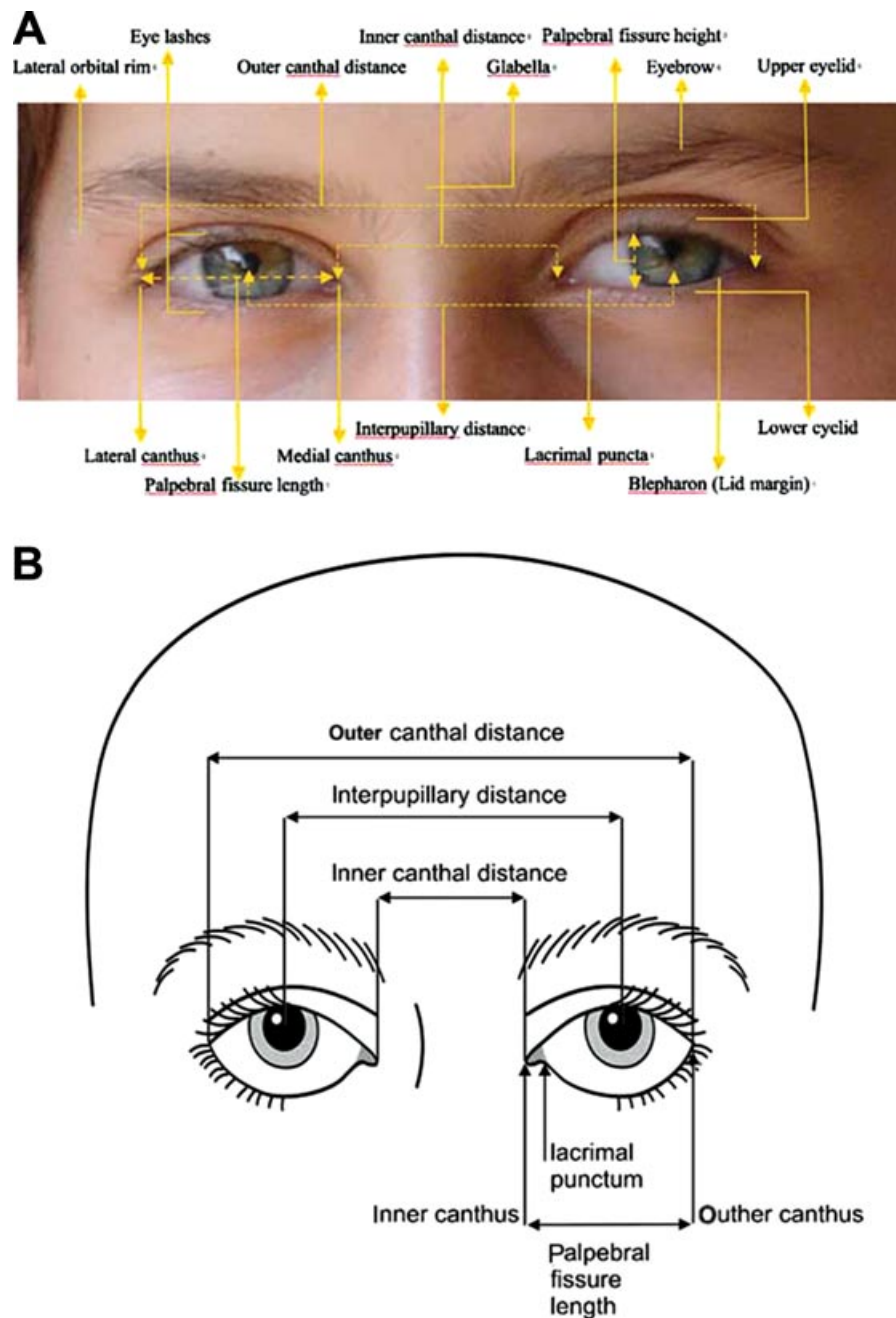 A
Eye lashes
Inner canthal distance
Palpebral fissure height
Lateral orbital rim
Outer canthal distance
Glabella
Eyebrow
Upper eyelid
Interpupillary distance
Lower cyclid
Lateral canthus
Medial canthus
Lacrimal puncta
Palpebral fissure length
Blepharon (Lid margin)
B
Outer canthal distance
Interpupillary distance
Inner canthal distance
lacrimal
punctum
Inner canthus
Outher canthus
Palpebral
fissure
length